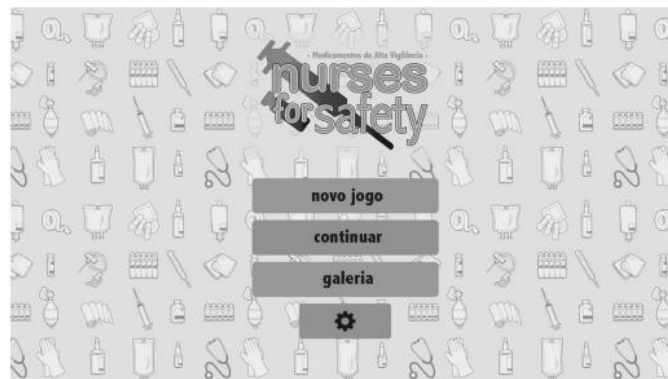 - Medicamentos de Alta Vigilância -
nurses
for safety
novo jogo
continuar
galeria